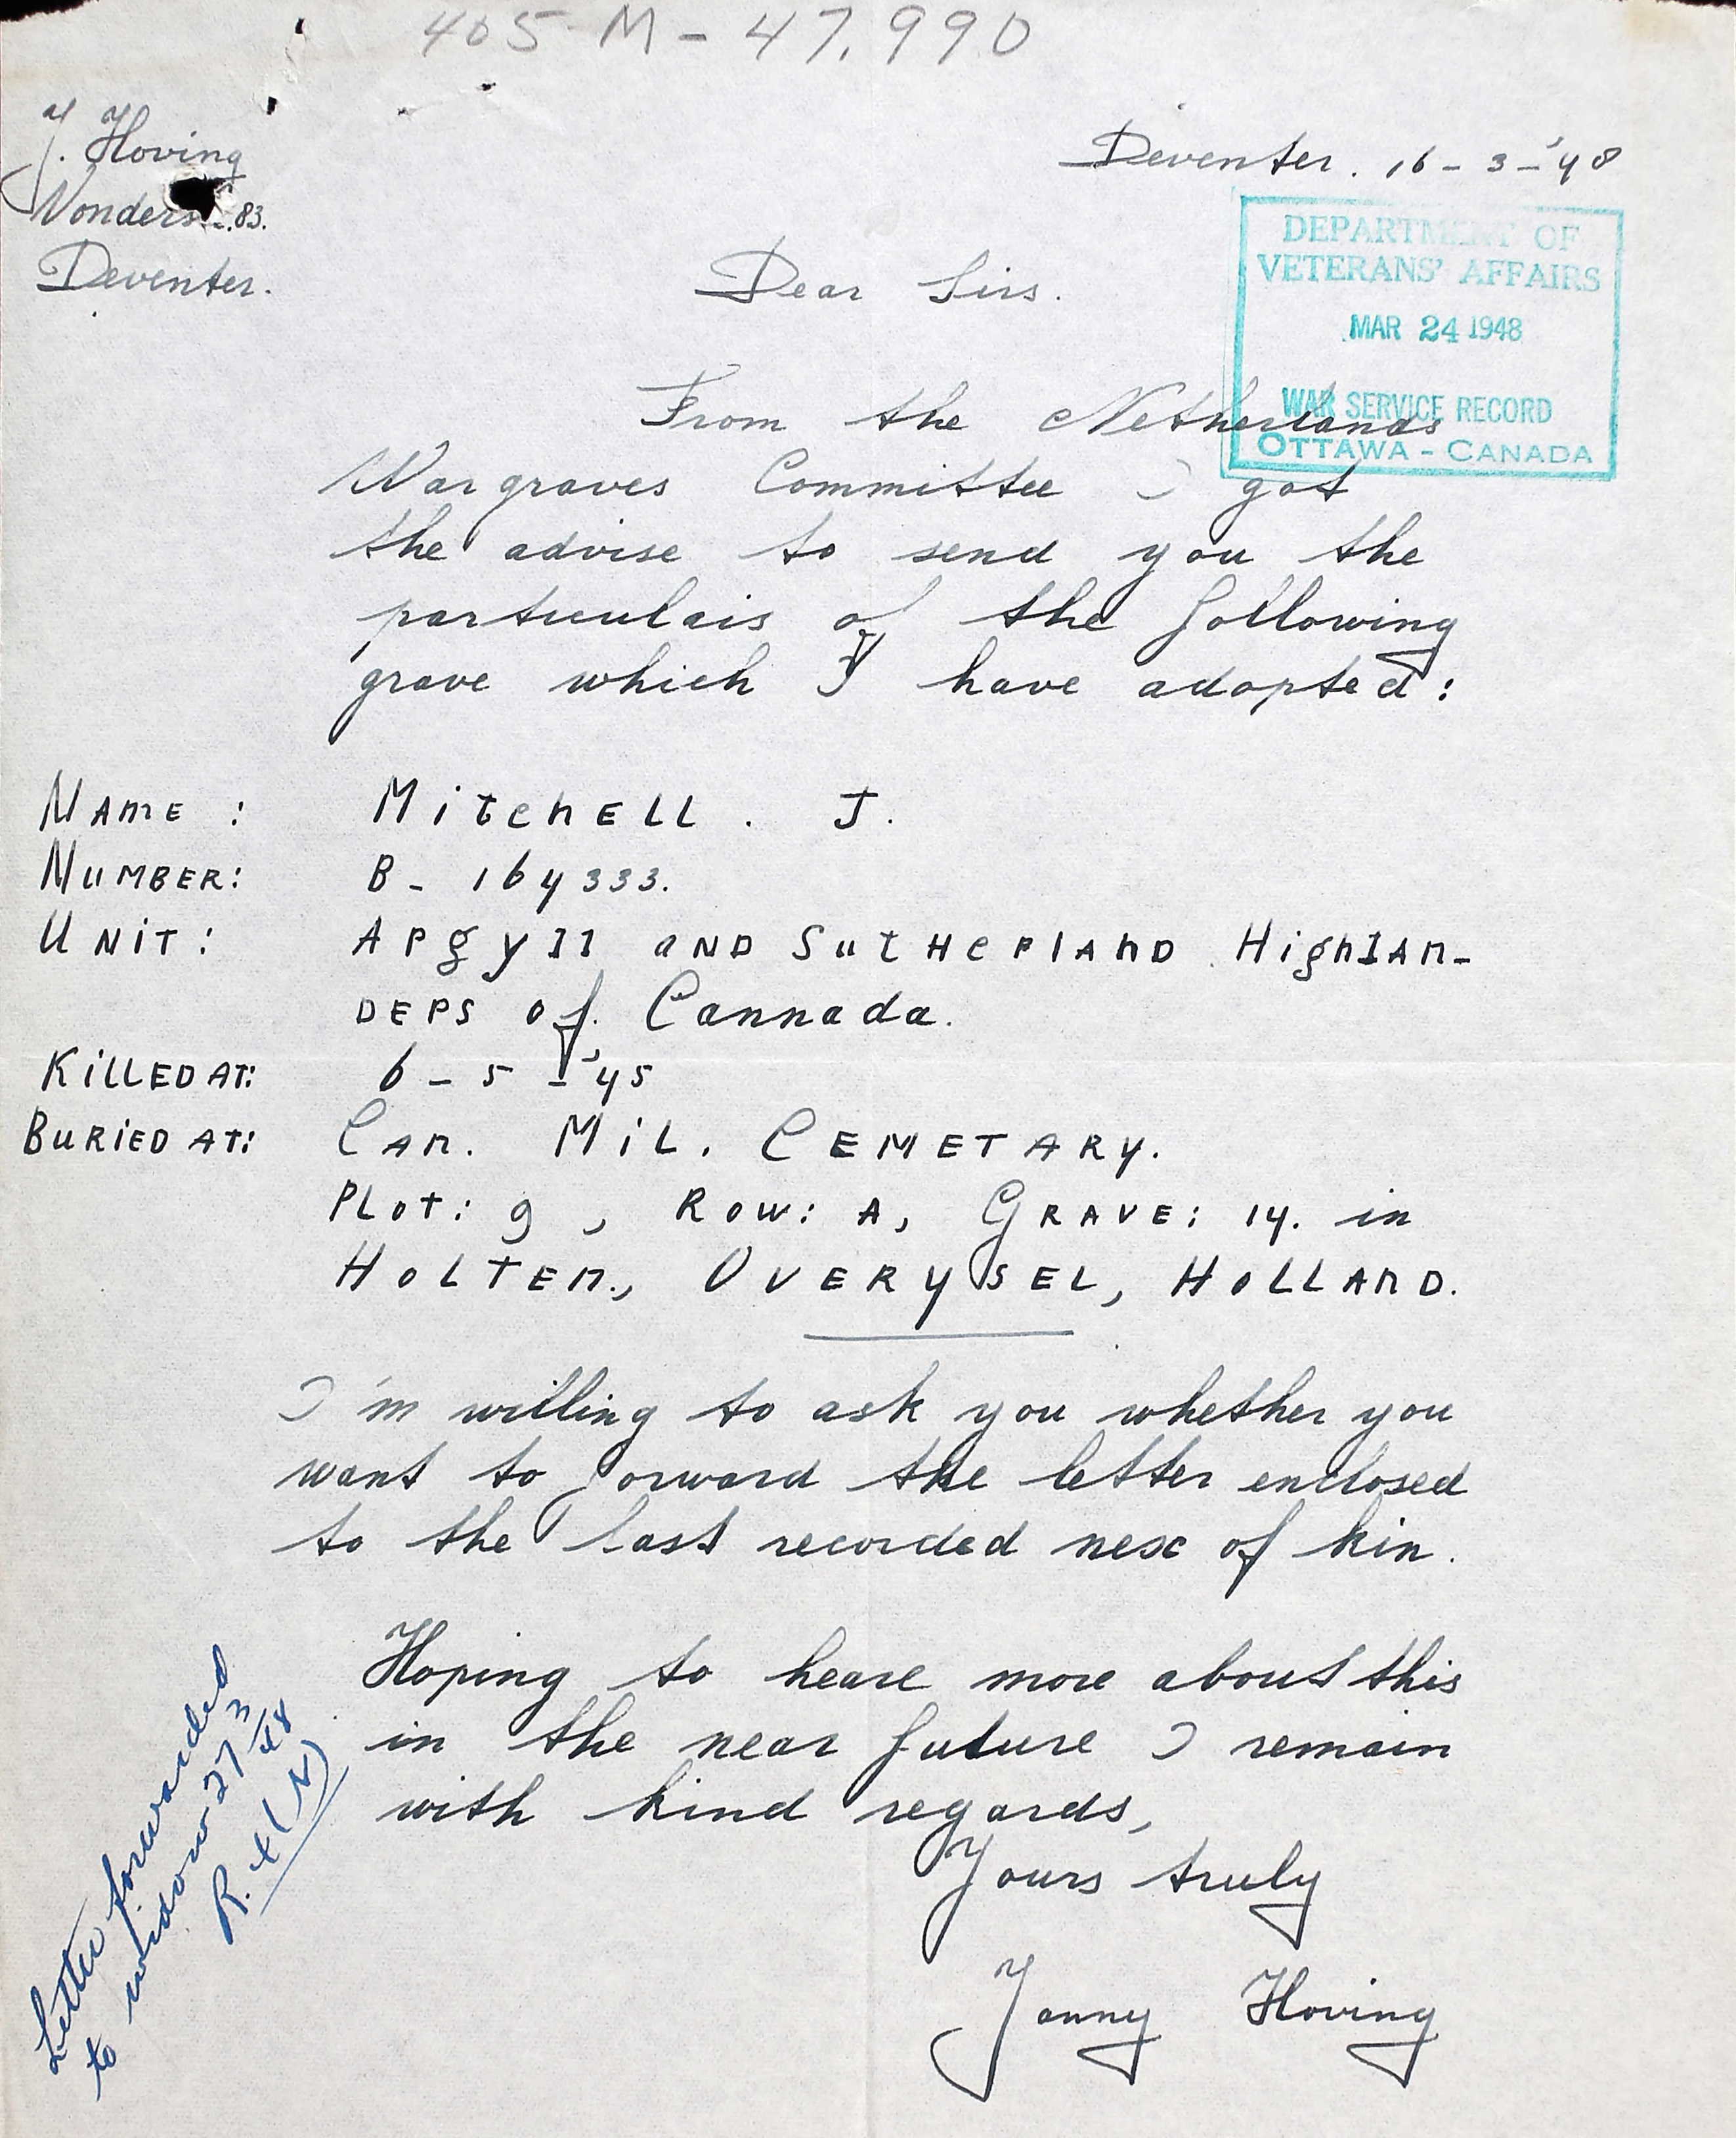 405-M-47.990
J. Hoving
Deventer. 16-3-'48
Wonders 83.
Deventer.
DEPARTMENT OF
VETERANS' AFFAIRS
MAR 24 1948
WAR SERVICE RECORD
OTTAWA - CANADA
Dear Sirs.
From the Netherlands
War graves Committee I got
the advise to send you the
particulars of the following
grave which I have adopted:
NAME : MitchELL. J.
NUMBER: B - 164333.
UNiT: Argyll aND SutHerlAnD Highlan-
DERS of Cannada.
KiLLED AT: 6-5-'45
BURiED AT: CAn. MiL. CEMETARY.
PLot: 9, Row: A, GRAVE: 14. in
HoLTEn., OVERYSEL, HoLLAnD.
I'm willing to ask you whether you
want to forward the letter enclosed
to the last recorded nex of kin.
Hoping to heare more about this
in the near future I remain
with kind regards,
Yours truly
Janny Hoving
Letter forwarded
to widow 27/3/48